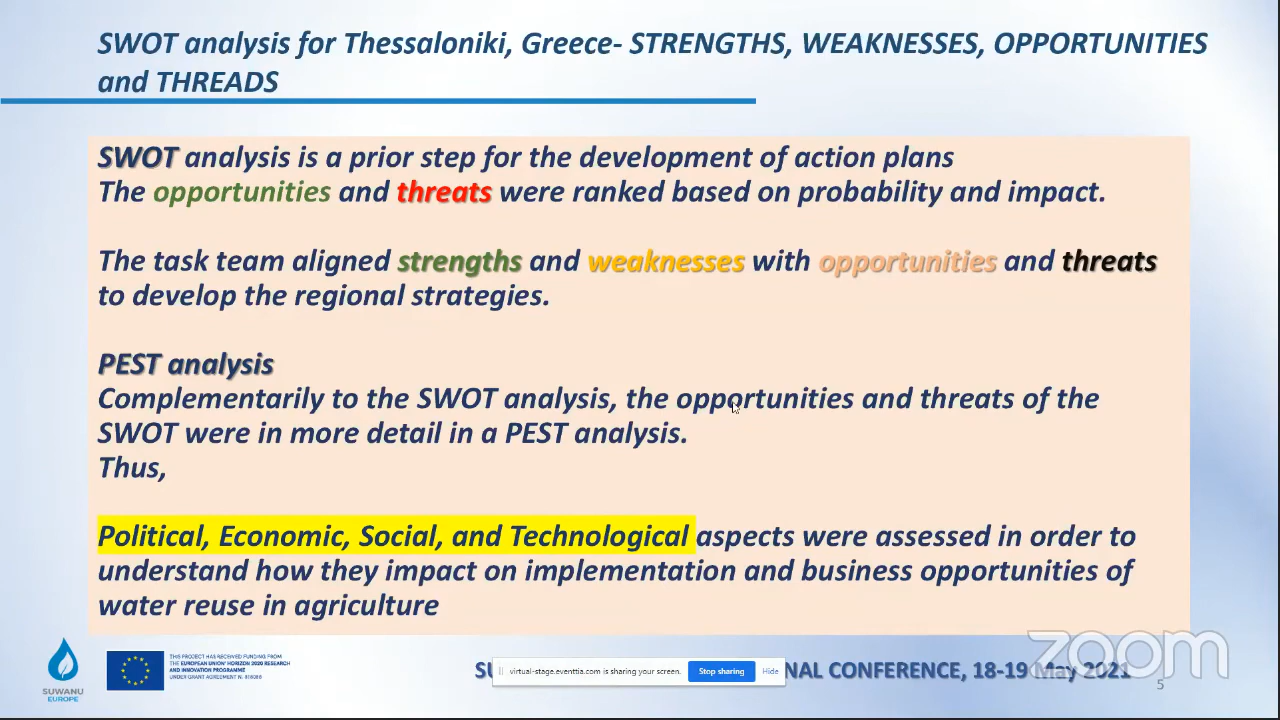 SWOT analysis for Thessaloniki, Greece- STRENGTHS, WEAKNESSES, OPPORTUNITIES
and THREADS
SWOT analysis is a prior step for the development of action plans
The opportunities and threats were ranked based on probability and impact.
The task team aligned strengths and weaknesses with opportunities and threats
to develop the regional strategies.
PEST analysis
Complementarily to the SWOT analysis, the opportunities and threats of the
SWOT were in more detail in a PEST analysis.
Thus,
Political, Economic, Social, and Technological aspects were assessed in order to
understand how they impact on implementation and business opportunities of
water reuse in agriculture
SUWANU
EUROPE
THIS PROJECT HAS RECEIVED FUNDING FROM
THE EUROPEAN UNION' HORIZON 2020 RESEARCH
AND INNOVATION PROGRAMME
UNDER GRANT AGREEMENT N. 818088
CONFERENCE, 18-19 May 2021
virtual-stage.eventtia.com is sharing your screen.
Stop sharing
Hide
zoom
5